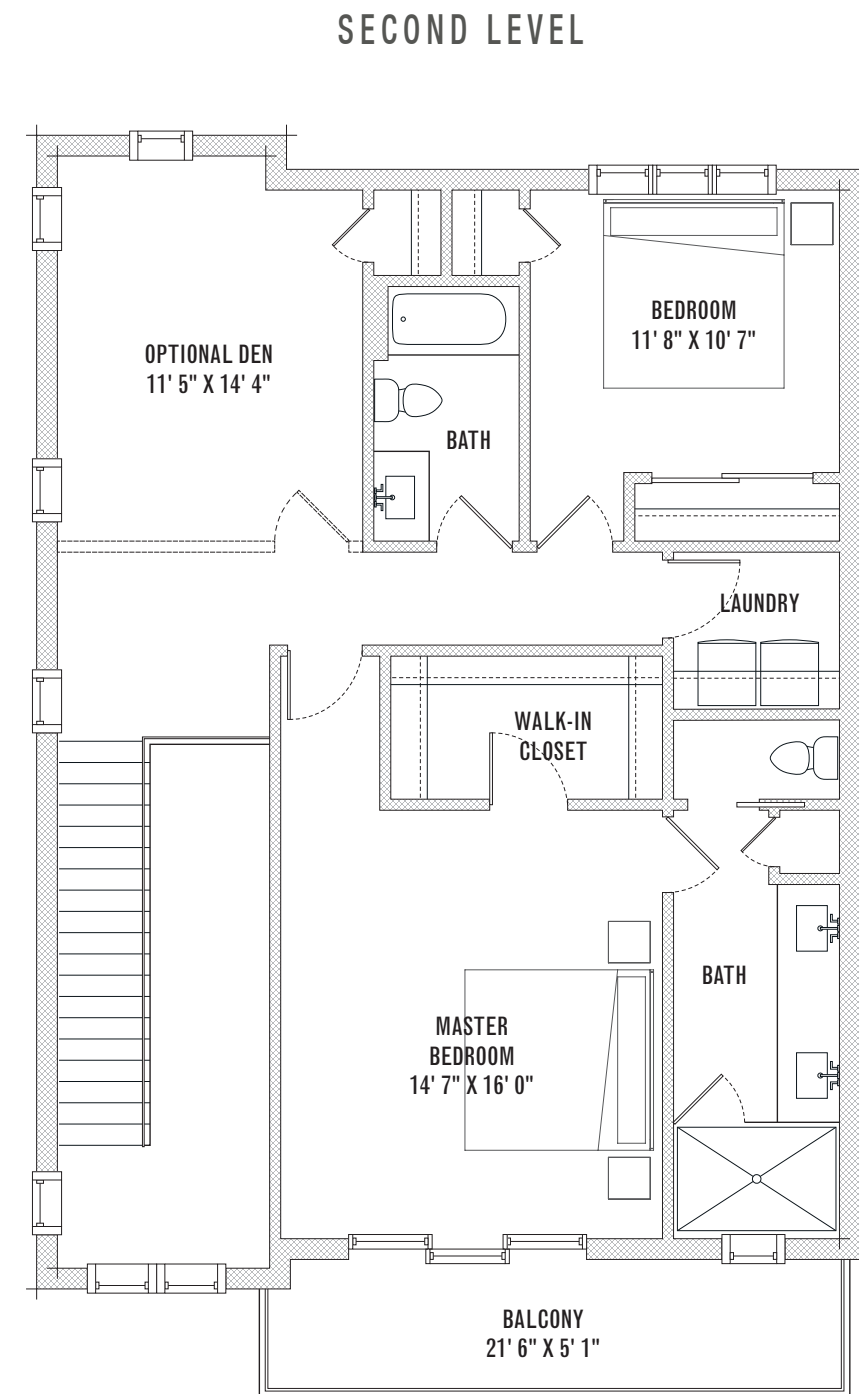 SECOND LEVEL
BEDROOM
11' 8" X 10' 7"
OPTIONAL DEN
11' 5" X 14' 4"
BATH
LAUNDRY
WALK-IN
CLOSET
BATH
MASTER
BEDROOM
14' 7" X 16' 0"
BALCONY
21' 6" X 5' 1"